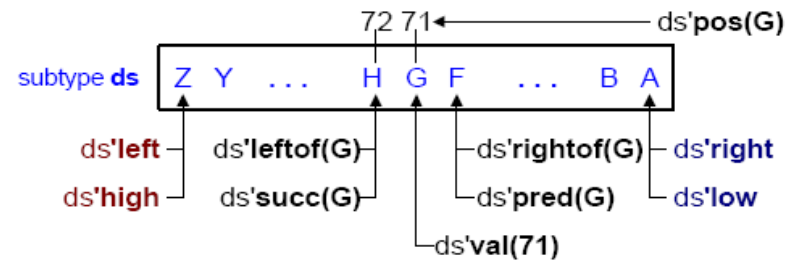 72 71 ds'pos(G)
subtype ds Z Y ... H G F ... B A
ds'left ds'leftof(G) ds'rightof(G) ds'right
ds'high ds'succ(G) ds'pred(G) ds'low
ds'val(71)